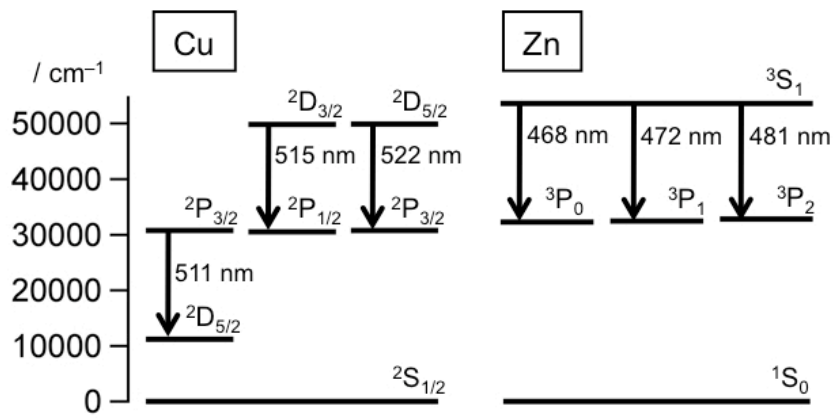 Cu Zn
/ cm⁻¹
³S₁
50000 ²D₃/₂ ²D₅/₂
515 nm 522 nm 468 nm 472 nm 481 nm
40000
²P₃/₂ ²P₁/₂ ²P₃/₂ ³P₀ ³P₁ ³P₂
30000
511 nm
20000
²D₅/₂
10000
²S₁/₂ ¹S₀
0